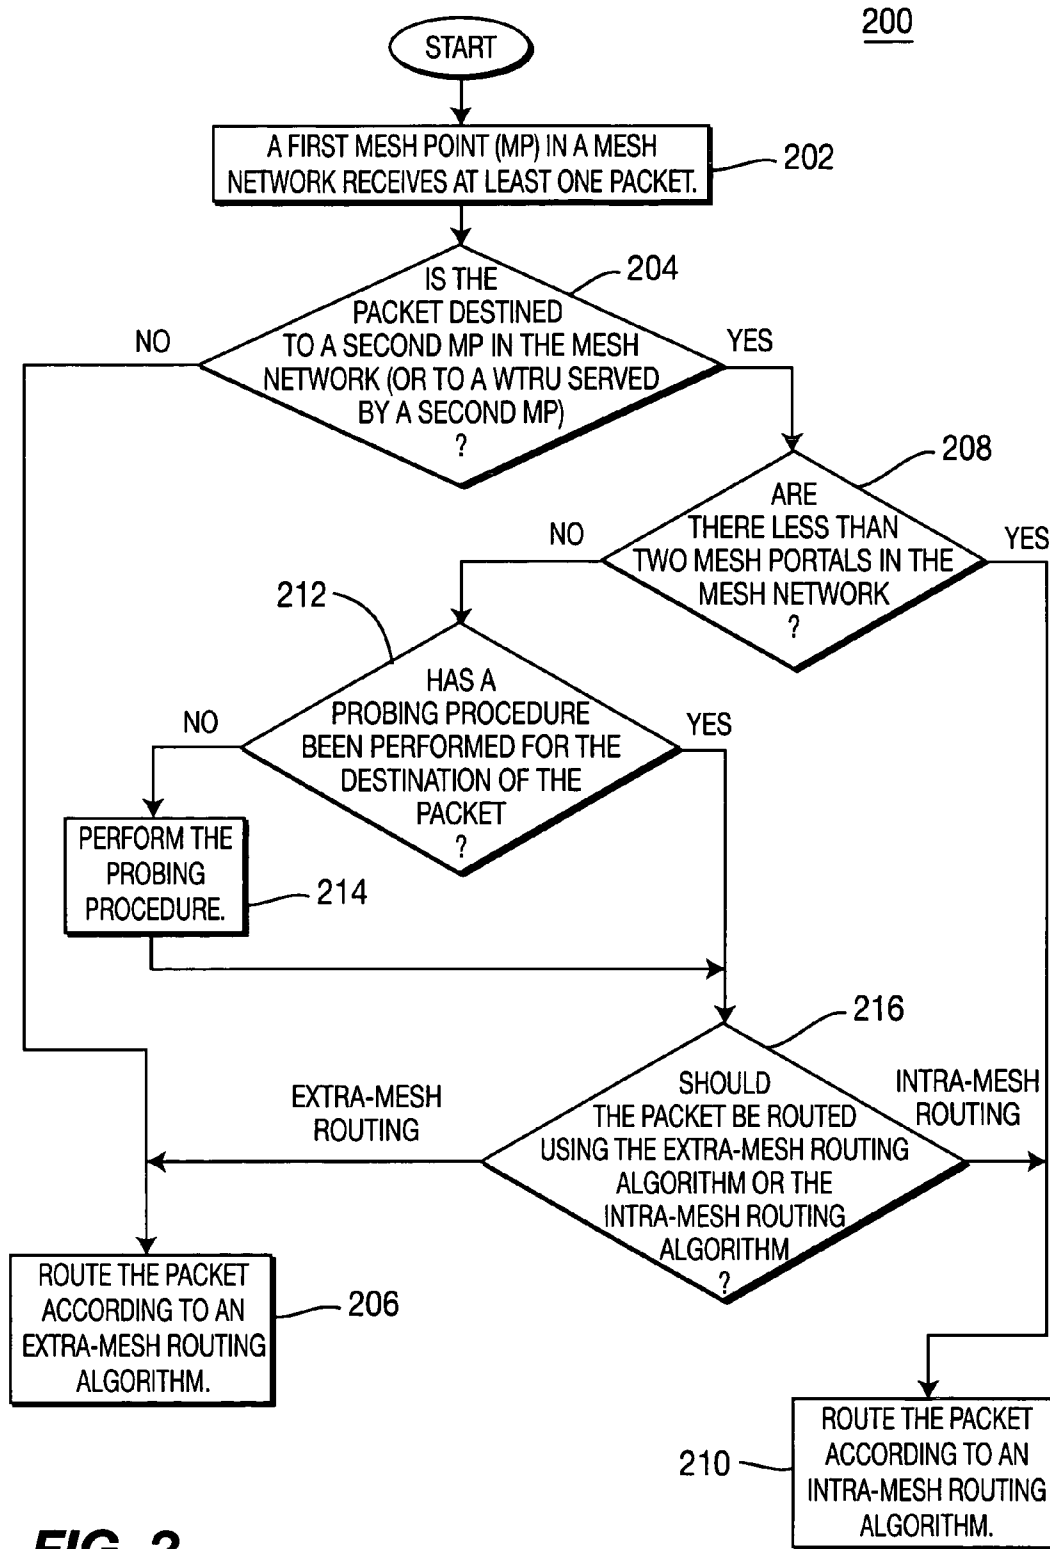 200
START
A FIRST MESH POINT (MP) IN A MESH
NETWORK RECEIVES AT LEAST ONE PACKET.
202
IS THE
PACKET DESTINED
TO A SECOND MP IN THE MESH
NETWORK (OR TO A WTRU SERVED
BY A SECOND MP)
?
204
NO
YES
ARE
THERE LESS THAN
TWO MESH PORTALS IN THE
MESH NETWORK
?
208
NO
YES
212
HAS A
PROBING PROCEDURE
BEEN PERFORMED FOR THE
DESTINATION OF THE
PACKET
?
NO
YES
PERFORM THE
PROBING
PROCEDURE.
214
216
SHOULD
THE PACKET BE ROUTED
USING THE EXTRA-MESH ROUTING
ALGORITHM OR THE
INTRA-MESH ROUTING
ALGORITHM
?
EXTRA-MESH
ROUTING
INTRA-MESH
ROUTING
ROUTE THE PACKET
ACCORDING TO AN
EXTRA-MESH ROUTING
ALGORITHM.
206
ROUTE THE PACKET
ACCORDING TO AN
INTRA-MESH ROUTING
ALGORITHM.
210
FIG. 2